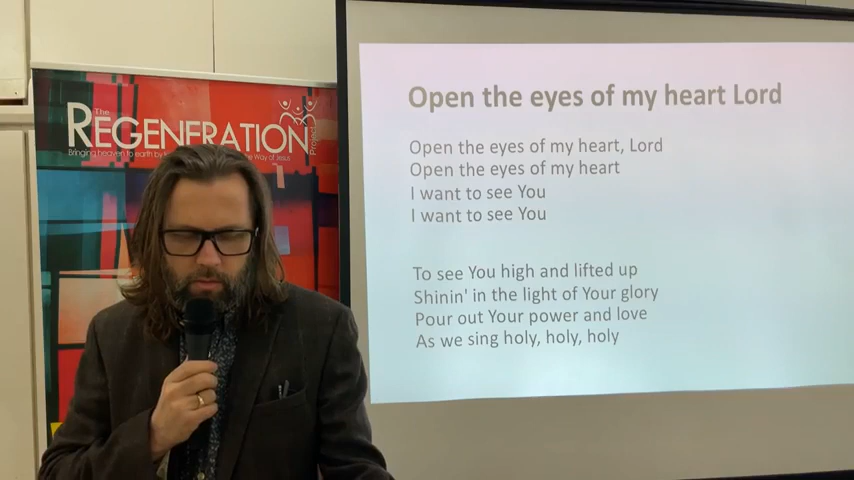 The
REGENERATION
Project
Bringing heaven to earth by the Way of Jesus
Open the eyes of my heart Lord
Open the eyes of my heart, Lord
Open the eyes of my heart
I want to see You
I want to see You
To see You high and lifted up
Shinin' in the light of Your glory
Pour out Your power and love
As we sing holy, holy, holy